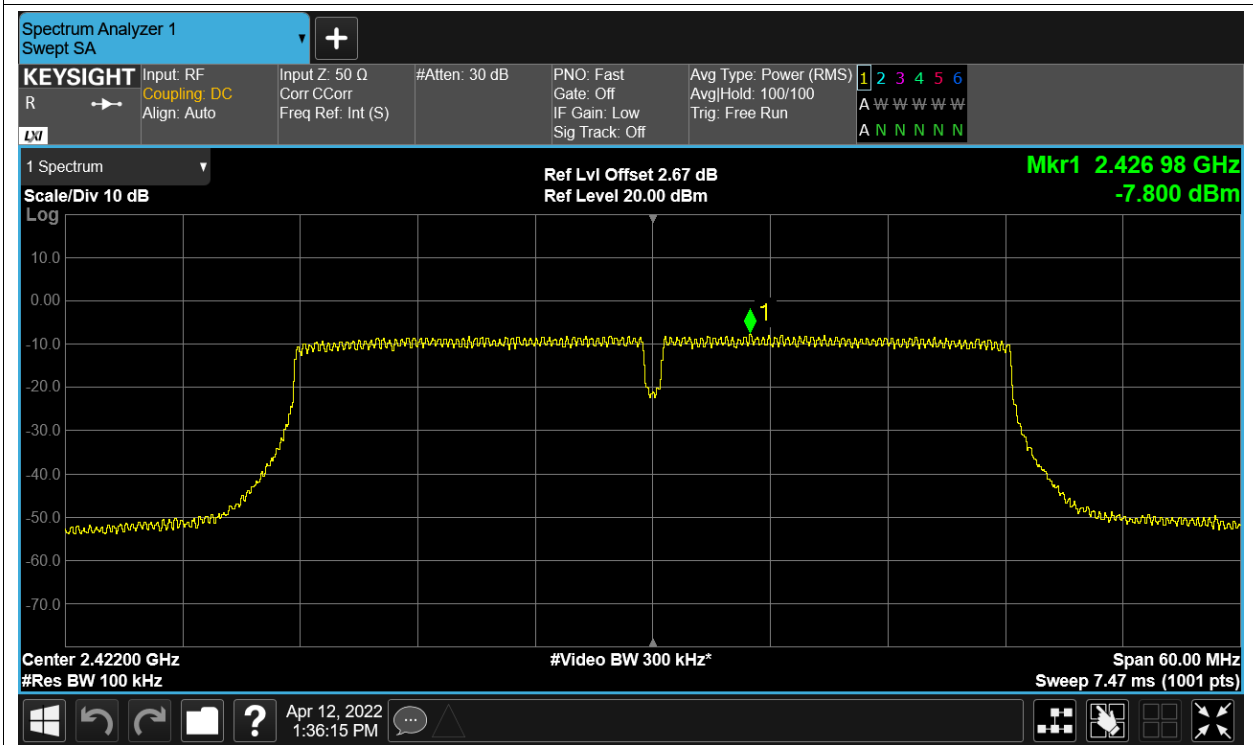 Spectrum Analyzer 1
Swept SA
KEYSIGHT
R
LXI
Input: RF
Coupling: DC
Align: Auto
Input Z: 50 Ω
Corr CCorr
Freq Ref: Int (S)
#Atten: 30 dB
PNO: Fast
Gate: Off
IF Gain: Low
Sig Track: Off
Avg Type: Power (RMS)
Avg|Hold: 100/100
Trig: Free Run
1 2 3 4 5 6
A W W W W W
A N N N N N
1 Spectrum
Scale/Div 10 dB
Log
Ref Lvl Offset 2.67 dB
Ref Level 20.00 dBm
Mkr1 2.426 98 GHz
-7.800 dBm
10.0
0.00
-10.0
-20.0
-30.0
-40.0
-50.0
-60.0
-70.0
1
Center 2.42200 GHz
#Res BW 100 kHz
#Video BW 300 kHz*
Span 60.00 MHz
Sweep 7.47 ms (1001 pts)
?
Apr 12, 2022
1:36:15 PM